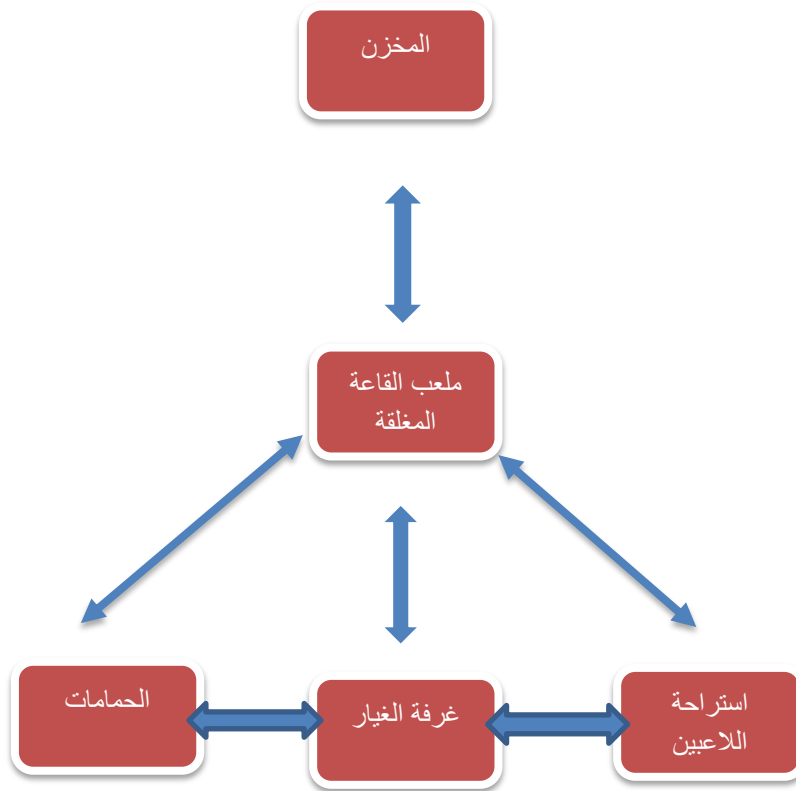 المخزن
ملعب القاعة
المغلقة
استراحة
اللاعبين
غرفة الغيار
الحمامات